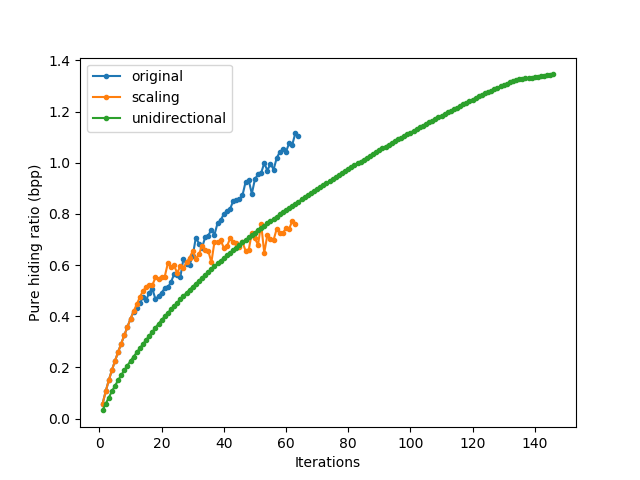 original
scaling
unidirectional
1.4
1.2
1.0
0.8
0.6
0.4
0.2
0.0
Pure hiding ratio (bpp)
0 20 40 60 80 100 120 140
Iterations